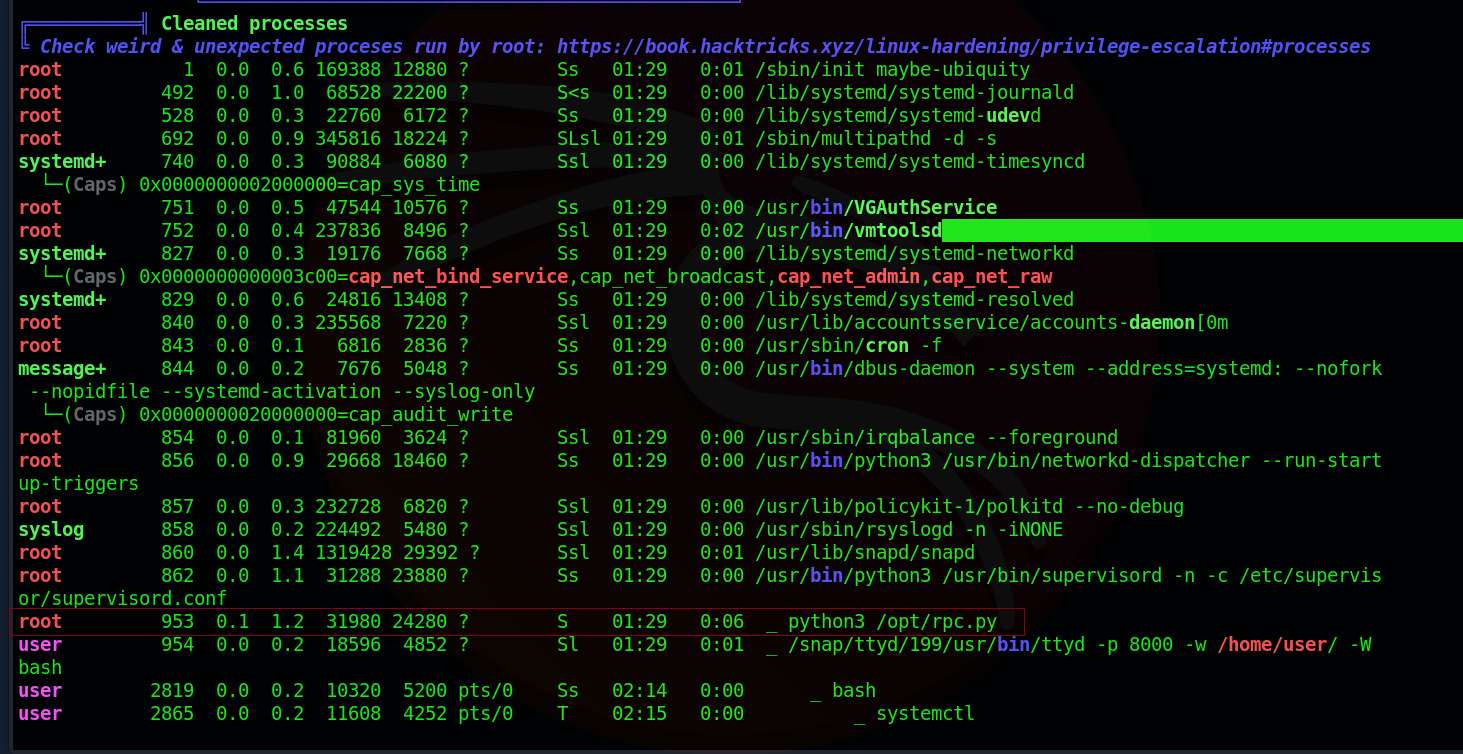 Cleaned processes
Check weird & unexpected proceses run by root: https://book.hacktricks.xyz/linux-hardening/privilege-escalation#processes
root 1 0.0 0.6 169388 12880 ? Ss 01:29 0:01 /sbin/init maybe-ubiquity
root 492 0.0 1.0 68528 22200 ? S<s 01:29 0:00 /lib/systemd/systemd-journald
root 528 0.0 0.3 22760 6172 ? Ss 01:29 0:00 /lib/systemd/systemd-udevd
root 692 0.0 0.9 345816 18224 ? SLsl 01:29 0:01 /sbin/multipathd -d -s
systemd+ 740 0.0 0.3 90884 6080 ? Ssl 01:29 0:00 /lib/systemd/systemd-timesyncd
└─(Caps) 0x0000000002000000=cap_sys_time
root 751 0.0 0.5 47544 10576 ? Ss 01:29 0:00 /usr/bin/VGAuthService
root 752 0.0 0.4 237836 8496 ? Ssl 01:29 0:02 /usr/bin/vmtoolsd
systemd+ 827 0.0 0.3 19176 7668 ? Ss 01:29 0:00 /lib/systemd/systemd-networkd
└─(Caps) 0x0000000000003c00=cap_net_bind_service,cap_net_broadcast,cap_net_admin,cap_net_raw
systemd+ 829 0.0 0.6 24816 13408 ? Ss 01:29 0:00 /lib/systemd/systemd-resolved
root 840 0.0 0.3 235568 7220 ? Ssl 01:29 0:00 /usr/lib/accountsservice/accounts-daemon[0m
root 843 0.0 0.1 6816 2836 ? Ss 01:29 0:00 /usr/sbin/cron -f
message+ 844 0.0 0.2 7676 5048 ? Ss 01:29 0:00 /usr/bin/dbus-daemon --system --address=systemd: --nofork
--nopidfile --systemd-activation --syslog-only
└─(Caps) 0x0000000020000000=cap_audit_write
root 854 0.0 0.1 81960 3624 ? Ssl 01:29 0:00 /usr/sbin/irqbalance --foreground
root 856 0.0 0.9 29668 18460 ? Ss 01:29 0:00 /usr/bin/python3 /usr/bin/networkd-dispatcher --run-start
up-triggers
root 857 0.0 0.3 232728 6820 ? Ssl 01:29 0:00 /usr/lib/policykit-1/polkitd --no-debug
syslog 858 0.0 0.2 224492 5480 ? Ssl 01:29 0:00 /usr/sbin/rsyslogd -n -iNONE
root 860 0.0 1.4 1319428 29392 ? Ssl 01:29 0:01 /usr/lib/snapd/snapd
root 862 0.0 1.1 31288 23880 ? Ss 01:29 0:00 /usr/bin/python3 /usr/bin/supervisord -n -c /etc/supervis
or/supervisord.conf
root 953 0.1 1.2 31980 24280 ? S 01:29 0:06 _ python3 /opt/rpc.py
user 954 0.0 0.2 18596 4852 ? Sl 01:29 0:01 _ /snap/ttyd/199/usr/bin/ttyd -p 8000 -w /home/user/ -W
bash
user 2819 0.0 0.2 10320 5200 pts/0 Ss 02:14 0:00 _ bash
user 2865 0.0 0.2 11608 4252 pts/0 T 02:15 0:00 _ systemctl